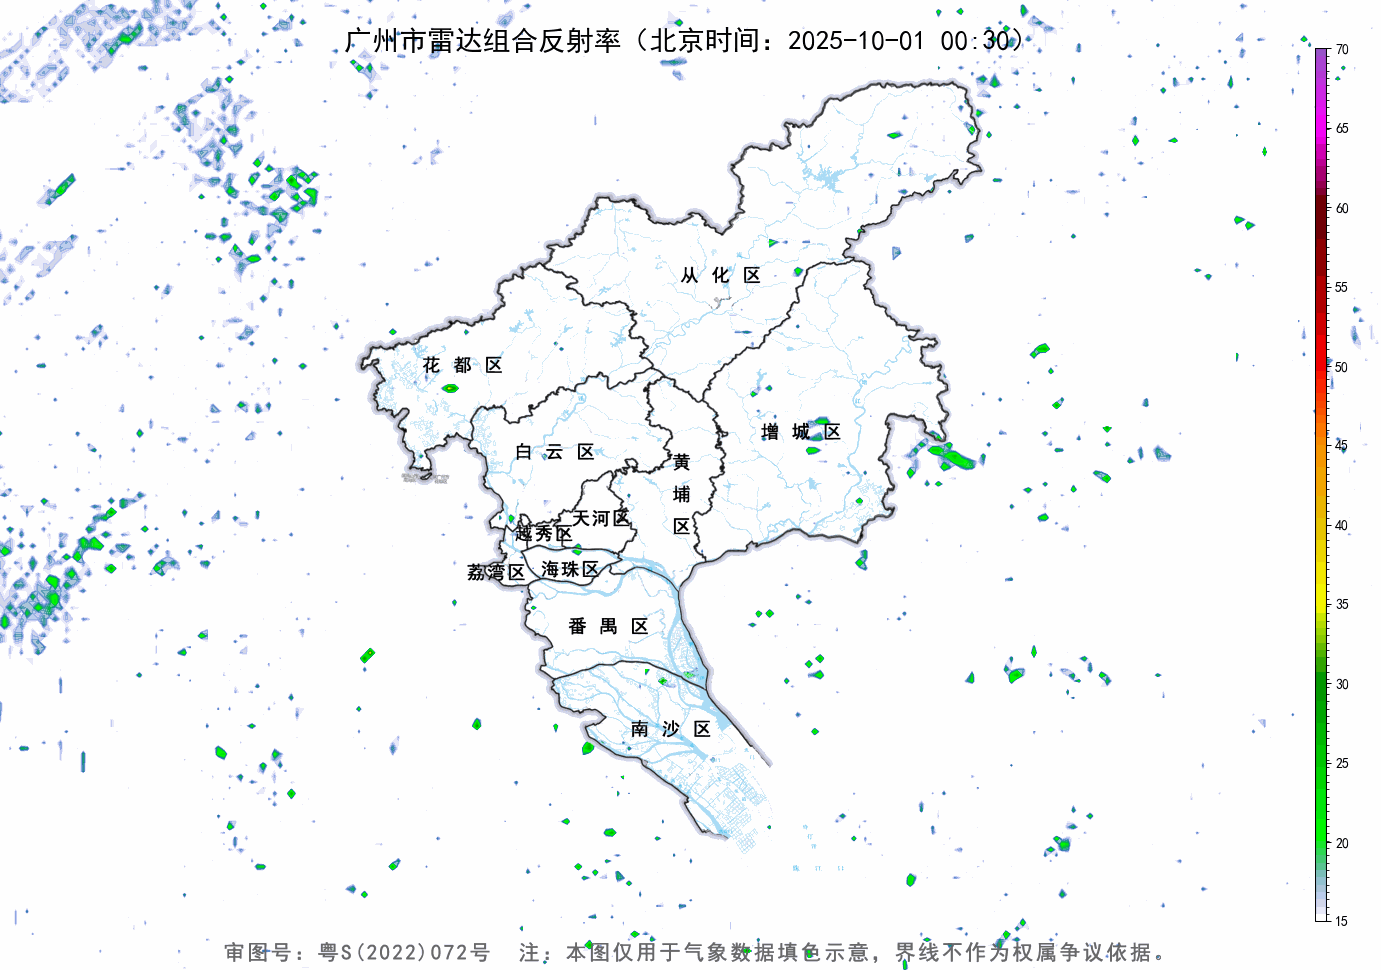 广州市雷达组合反射率（北京时间：2025-10-01 00:30）
70
65
60
55
50
45
40
35
30
25
20
15
从化区
花都区
增城区
白云区
黄埔区
天河区
越秀区
海珠区
荔湾区
番禺区
南沙区
审图号：粤S(2022)072号 注：本图仅用于气象数据填色示意，界线不作为权属争议依据。